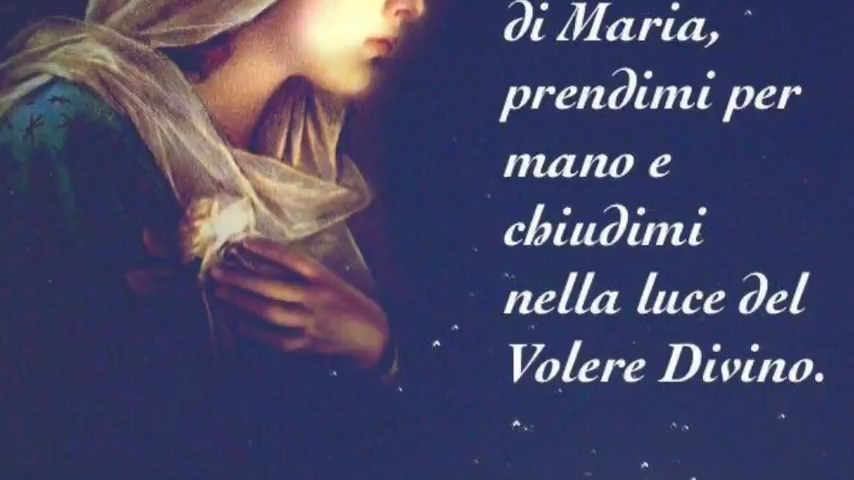 di Maria,
prendimi per
mano e
chiudimi
nella luce del
Volere Divino.